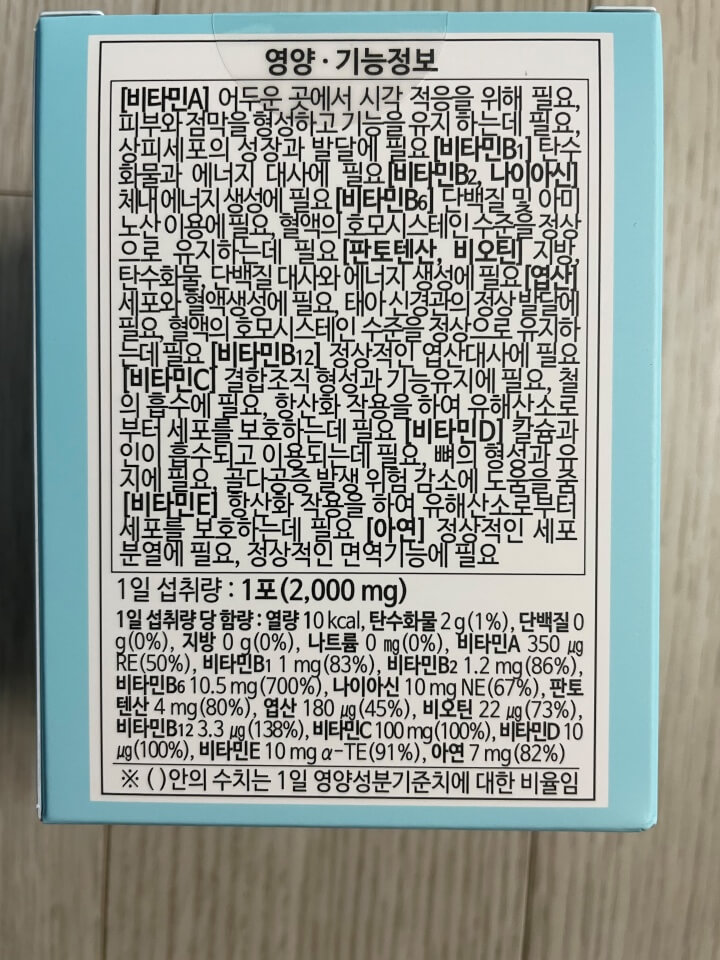 영양·기능정보
[비타민A] 어두운 곳에서 시각 적응을 위해 필요,
피부와 점막을 형성하고 기능을 유지 하는데 필요,
상피세포의 성장과 발달에 필요 [비타민B1] 탄수
화물과 에너지 대사에 필요 [비타민B2, 나이아신]
체내 에너지 생성에 필요 [비타민B6] 단백질 및 아미
노산 이용에 필요, 혈액의 호모시스테인 수준을 정상
으로 유지하는데 필요 [판토텐산, 비오틴] 지방,
탄수화물, 단백질 대사와 에너지 생성에 필요 [엽산]
세포와 혈액생성에 필요, 태아 신경관의 정상 발달에
필요, 혈액의 호모시스테인 수준을 정상으로 유지하
는데 필요 [비타민B12] 정상적인 엽산대사에 필요
[비타민C] 결합조직 형성과 기능유지에 필요, 철
의 흡수에 필요, 항산화 작용을 하여 유해산소로
부터 세포를 보호하는데 필요 [비타민D] 칼슘과
인이 흡수되고 이용되는데 필요, 뼈의 형성과 유
지에 필요, 골다공증 발생 위험 감소에 도움을 줌
[비타민E] 항산화 작용을 하여 유해산소로부터
세포를 보호하는데 필요 [아연] 정상적인 세포
분열에 필요, 정상적인 면역기능에 필요
1일 섭취량 : 1포(2,000 mg)
1일 섭취량 당 함량 : 열량 10 kcal, 탄수화물 2 g(1%), 단백질 0
g(0%), 지방 0 g(0%), 나트륨 0 mg(0%), 비타민A 350 μg
RE(50%), 비타민B1 1 mg(83%), 비타민B2 1.2 mg(86%),
비타민B6 10.5 mg(700%), 나이아신 10 mg NE(67%), 판토
텐산 4 mg(80%), 엽산 180 μg(45%), 비오틴 22 μg(73%),
비타민B12 3.3 μg(138%), 비타민C 100 mg(100%), 비타민D 10
μg(100%), 비타민E 10 mg α-TE(91%), 아연 7 mg(82%)
※ ( )안의 수치는 1일 영양성분기준치에 대한 비율임